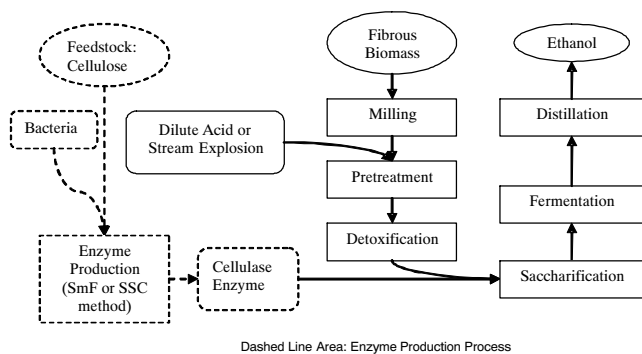 Feedstock:
Cellulose
Fibrous
Biomass
Ethanol
Bacteria
Dilute Acid or
Stream Explosion
Milling
Distillation
Pretreatment
Fermentation
Detoxification
Enzyme
Production
(SmF or SSC
method)
Cellulase
Enzyme
Saccharification
Dashed Line Area: Enzyme Production Process